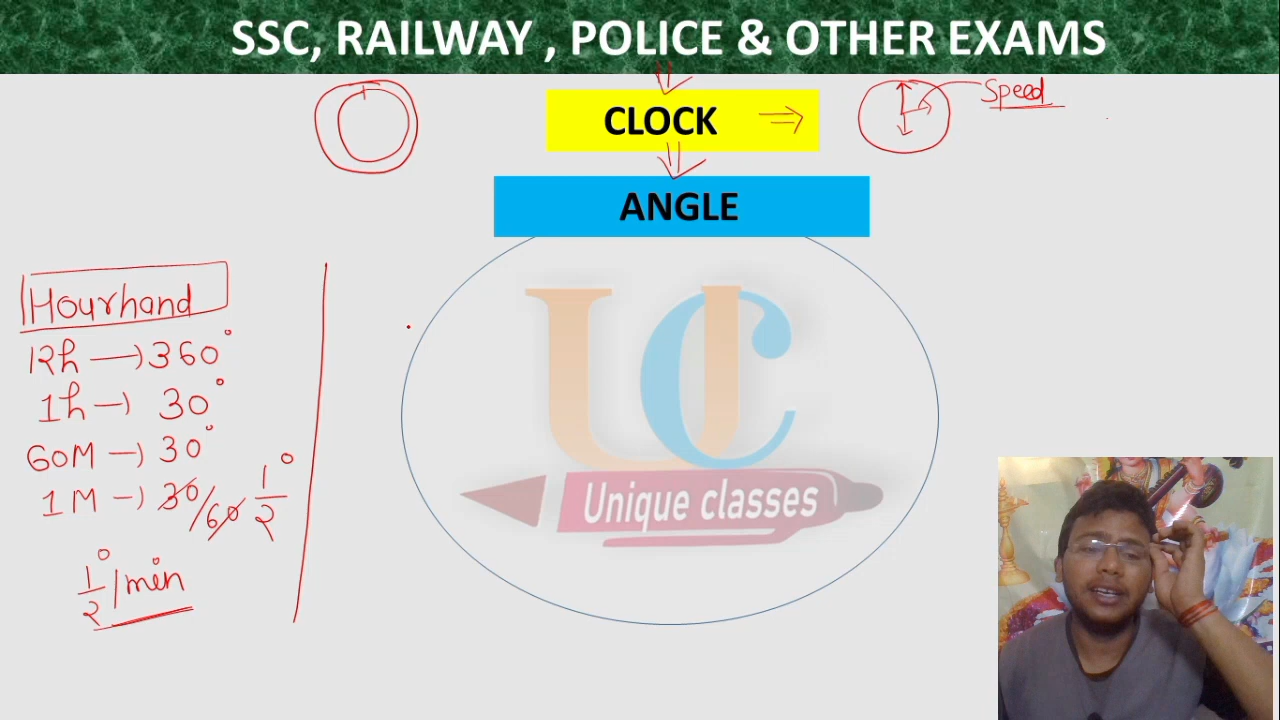 SSC, RAILWAY , POLICE & OTHER EXAMS
CLOCK ⇒
Speed
ANGLE
Hourhand
12h → 360°
1h → 30°
60M → 30°
1M → 30/60 1/2°
1/2°/min
UC
Unique classes